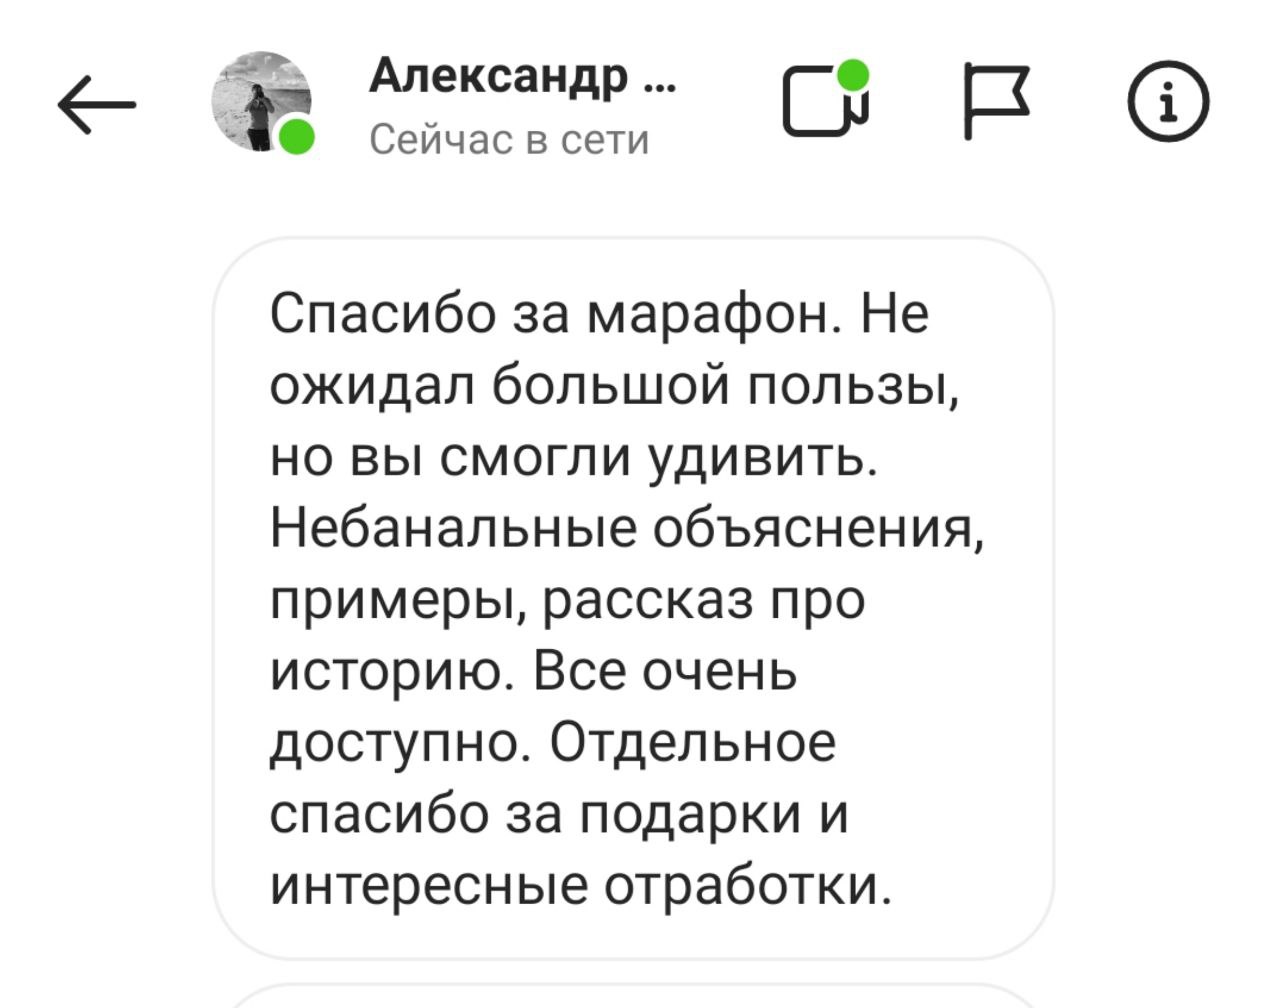 Александр ...
Сейчас в сети
Спасибо за марафон. Не
ожидал большой пользы,
но вы смогли удивить.
Небанальные объяснения,
примеры, рассказ про
историю. Все очень
доступно. Отдельное
спасибо за подарки и
интересные отработки.